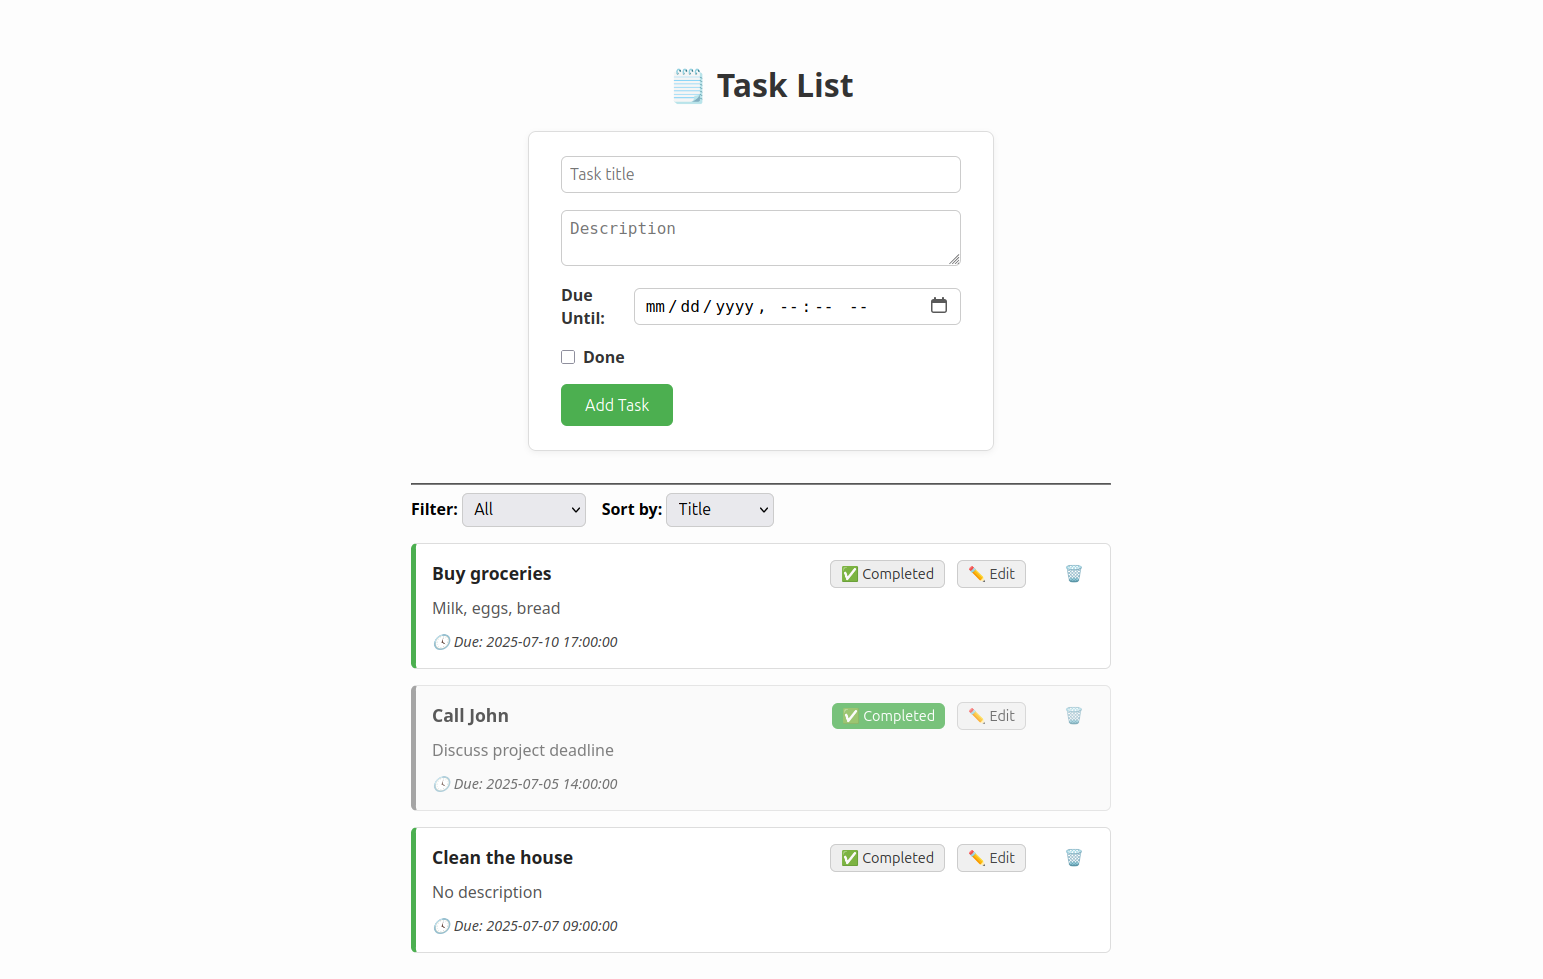 🗒️ Task List
Task title
Description
Due
Until:
mm/dd/yyyy, --:-- --
Done
Add Task
Filter: All Sort by: Title
Buy groceries ✅ Completed ✏️ Edit 🗑️
Milk, eggs, bread
🕓 Due: 2025-07-10 17:00:00
Call John ✅ Completed ✏️ Edit 🗑️
Discuss project deadline
🕓 Due: 2025-07-05 14:00:00
Clean the house ✅ Completed ✏️ Edit 🗑️
No description
🕓 Due: 2025-07-07 09:00:00